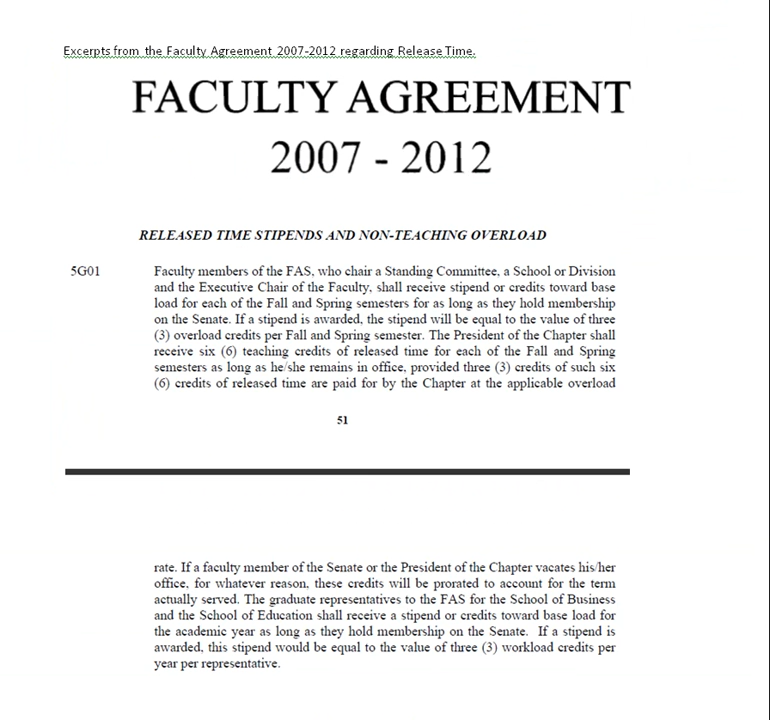 Excerpts from the Faculty Agreement 2007-2012 regarding Release Time.
FACULTY AGREEMENT
2007 - 2012
RELEASED TIME STIPENDS AND NON-TEACHING OVERLOAD
5G01 Faculty members of the FAS, who chair a Standing Committee, a School or Division
and the Executive Chair of the Faculty, shall receive stipend or credits toward base
load for each of the Fall and Spring semesters for as long as they hold membership
on the Senate. If a stipend is awarded, the stipend will be equal to the value of three
(3) overload credits per Fall and Spring semester. The President of the Chapter shall
receive six (6) teaching credits of released time for each of the Fall and Spring
semesters as long as he/she remains in office, provided three (3) credits of such six
(6) credits of released time are paid for by the Chapter at the applicable overload
51
rate. If a faculty member of the Senate or the President of the Chapter vacates his/her
office, for whatever reason, these credits will be prorated to account for the term
actually served. The graduate representatives to the FAS for the School of Business
and the School of Education shall receive a stipend or credits toward base load for
the academic year as long as they hold membership on the Senate. If a stipend is
awarded, this stipend would be equal to the value of three (3) workload credits per
year per representative.